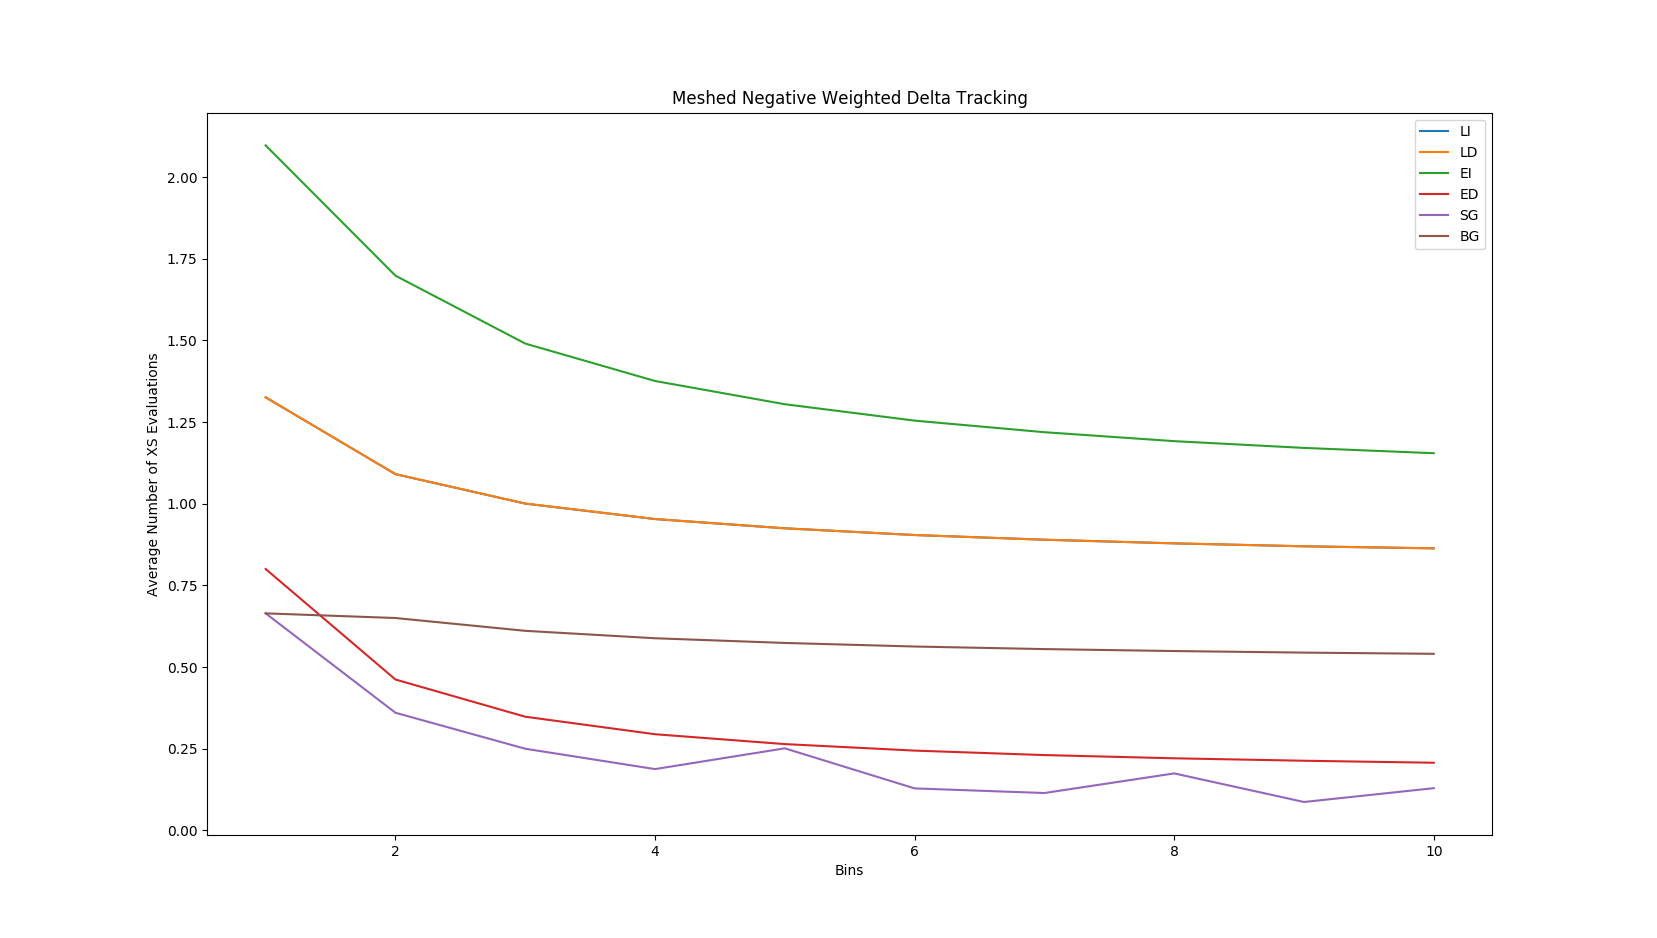 Meshed Negative Weighted Delta Tracking
LI
LD
EI
ED
SG
BG
2.00
1.75
1.50
1.25
1.00
0.75
0.50
0.25
0.00
Average Number of XS Evaluations
2 4 6 8 10
Bins